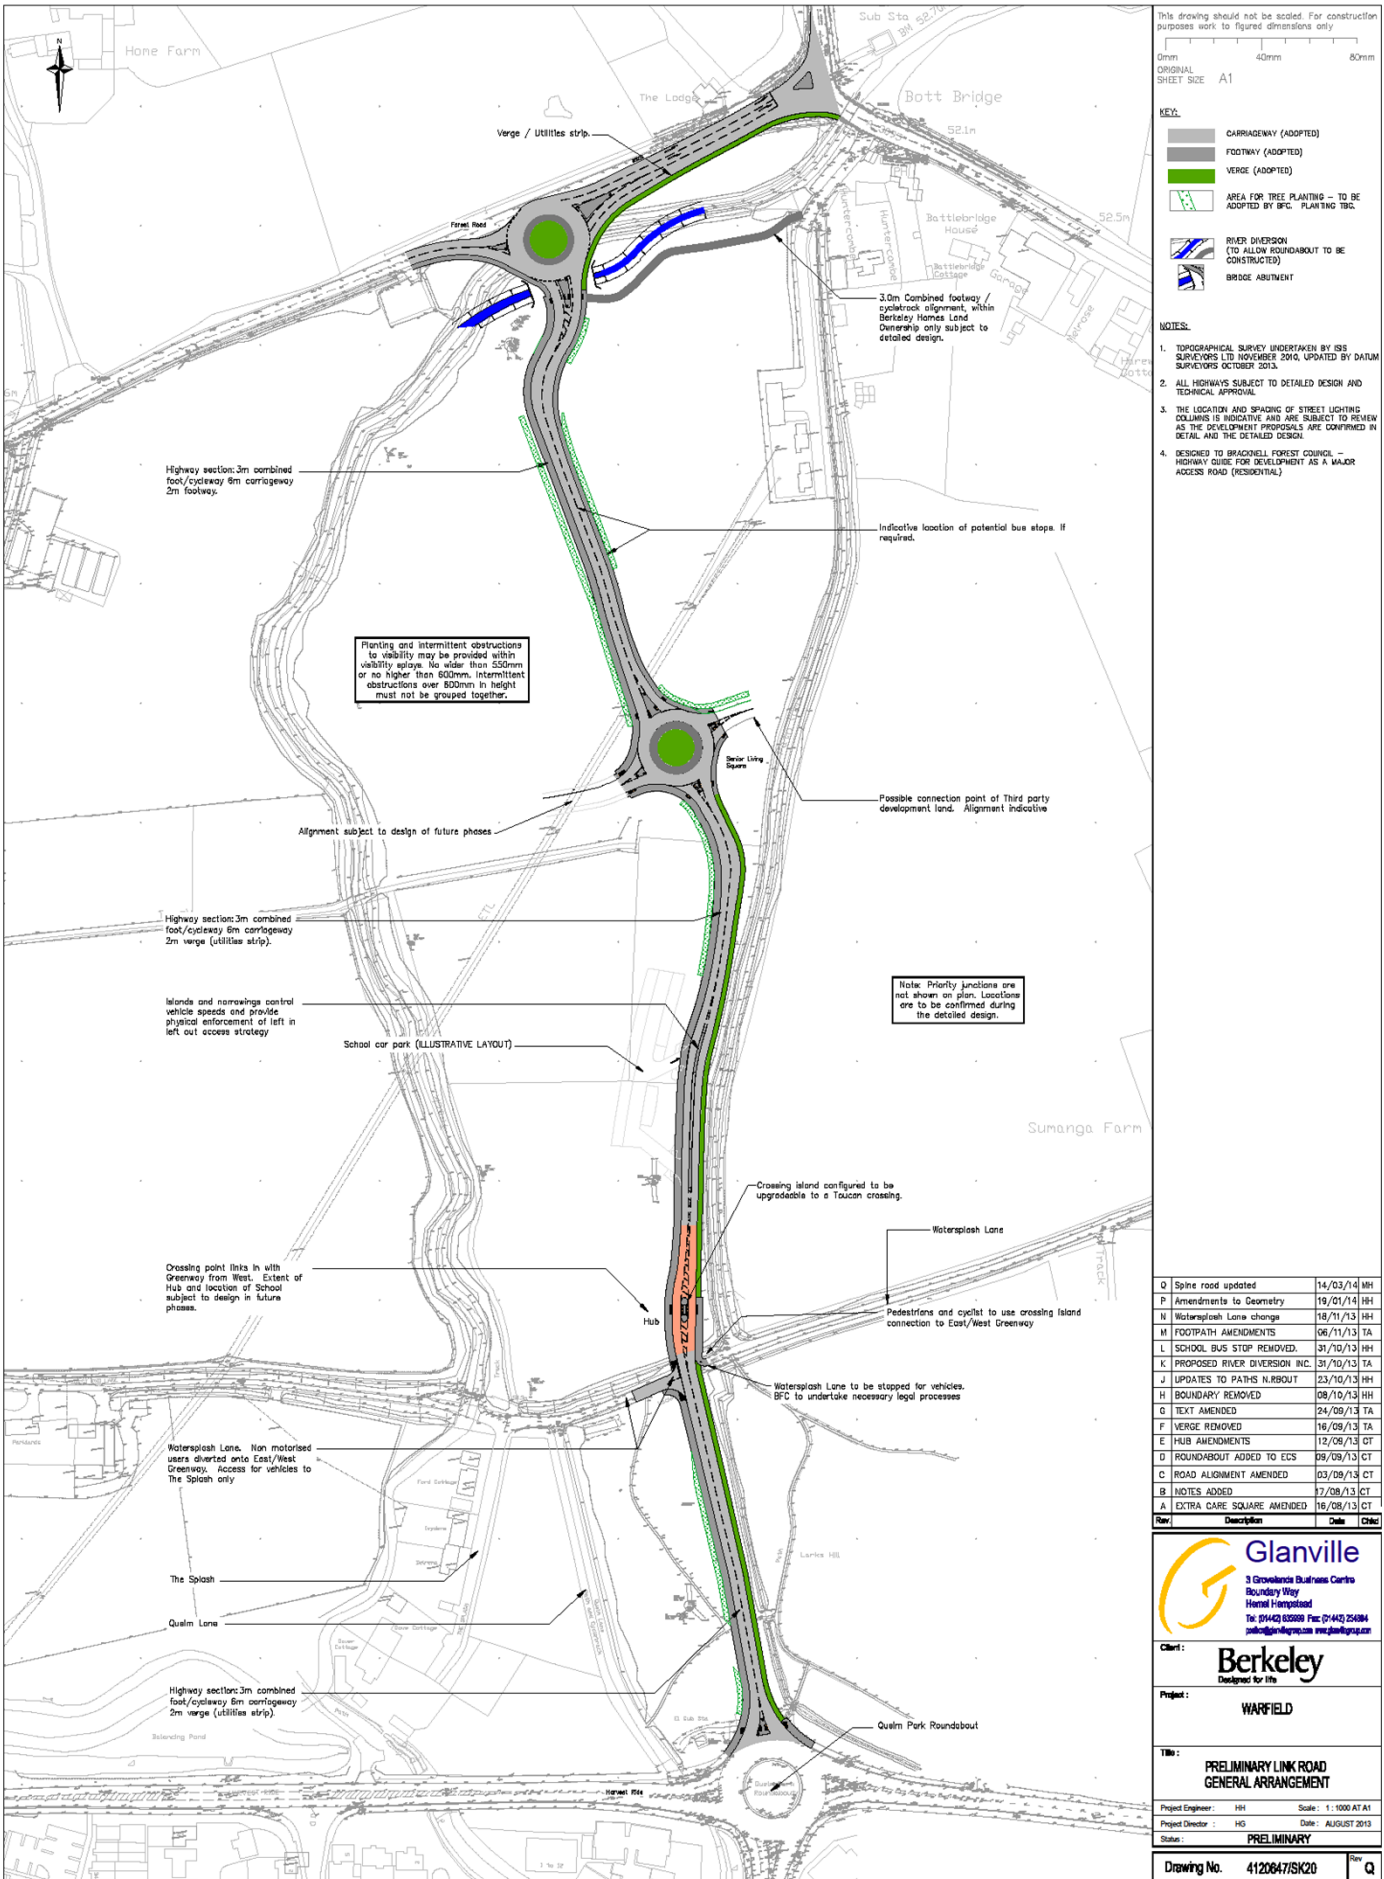 This drawing should not be scaled. For construction
purposes work to figured dimensions only
0mm 40mm 80mm
ORIGINAL
SHEET SIZE A1
KEY:
CARRIAGEWAY (ADOPTED)
FOOTWAY (ADOPTED)
VERGE (ADOPTED)
AREA FOR TREE PLANTING – TO BE
ADOPTED BY BFC. PLANTING TBC.
RIVER DIVERSION
(TO ALLOW ROUNDABOUT TO BE
CONSTRUCTED)
BRIDGE ABUTMENT
NOTES:
1. TOPOGRAPHICAL SURVEY UNDERTAKEN BY ISIS
SURVEYORS LTD NOVEMBER 2010, UPDATED BY DATUM
SURVEYORS OCTOBER 2013.
2. ALL HIGHWAYS SUBJECT TO DETAILED DESIGN AND
TECHNICAL APPROVAL
3. THE LOCATION AND SPACING OF STREET LIGHTING
COLUMNS IS INDICATIVE AND ARE SUBJECT TO REVIEW
AS THE DEVELOPMENT PROPOSALS ARE CONFIRMED IN
DETAIL AND THE DETAILED DESIGN.
4. DESIGNED TO BRACKNELL FOREST COUNCIL –
HIGHWAY GUIDE FOR DEVELOPMENT AS A MAJOR
ACCESS ROAD (RESIDENTIAL)
N
Home Farm
Sub Sta
BM 52.70m
The Lodge
Bott Bridge
52.1m
Verge / Utilities strip.
Forest Road
Huntercombe
Huntercombe
Battlebridge
House
52.5m
Battlebridge
Cottage
Garage
Melrose
3.0m Combined footway /
cycletrack alignment, within
Berkeley Homes Land
Ownership only subject to
detailed design.
Highway section: 3m combined
foot/cycleway 6m carriageway
2m footway.
Indicative location of potential bus stops. If
required.
Planting and intermittent obstructions
to visibility may be provided within
visibility splays. No wider than 550mm
or no higher than 600mm. Intermittent
obstructions over 600mm in height
must not be grouped together.
Senior Living
Square
Possible connection point of Third party
development land. Alignment indicative
Alignment subject to design of future phases
ETL
Highway section: 3m combined
foot/cycleway 6m carriageway
2m verge (utilities strip).
Note: Priority junctions are
not shown on plan. Locations
are to be confirmed during
the detailed design.
Islands and narrowings control
vehicle speeds and provide
physical enforcement of left in
left out access strategy
School car park (ILLUSTRATIVE LAYOUT)
Sumanga Farm
Crossing island configured to be
upgradeable to a Toucan crossing.
Watersplash Lane
Track
Crossing point links in with
Greenway from West. Extent of
Hub and location of School
subject to design in future
phases.
Hub
Pedestrians and cyclist to use crossing island
connection to East/West Greenway
Track
Watersplash Lane to be stopped for vehicles.
BFC to undertake necessary legal processes
Watersplash Lane. Non motorised
users diverted onto East/West
Greenway. Access for vehicles to
The Splash only
Ford Cottage
Path
Larks Hill
The Splash
Quelm Lane
Highway section: 3m combined
foot/cycleway 6m carriageway
2m verge (utilities strip).
Path
El Sub Sta
Quelm Park Roundabout
Balancing Pond
Harvest Ride
Q Spine road updated 14/03/14 MH
P Amendments to Geometry 19/01/14 HH
N Watersplash Lane change 18/11/13 HH
M FOOTPATH AMENDMENTS 06/11/13 TA
L SCHOOL BUS STOP REMOVED. 31/10/13 HH
K PROPOSED RIVER DIVERSION INC. 31/10/13 TA
J UPDATES TO PATHS N.RBOUT 23/10/13 HH
H BOUNDARY REMOVED 08/10/13 HH
G TEXT AMENDED 24/09/13 TA
F VERGE REMOVED 16/09/13 TA
E HUB AMENDMENTS 12/09/13 CT
D ROUNDABOUT ADDED TO ECS 09/09/13 CT
C ROAD ALIGNMENT AMENDED 03/09/13 CT
B NOTES ADDED 17/08/13 CT
A EXTRA CARE SQUARE AMENDED 16/08/13 CT
Rev. Description Date Chkd
Glanville
3 Grovelands Business Centre
Boundary Way
Hemel Hempstead
Client :
Berkeley
Designed for life
Project :
WARFIELD
Title :
PRELIMINARY LINK ROAD
GENERAL ARRANGEMENT
Project Engineer : HH Scale : 1 : 1000 AT A1
Project Director : HG Date : AUGUST 2013
Status : PRELIMINARY
Drawing No. 4120647/SK20 Rev Q